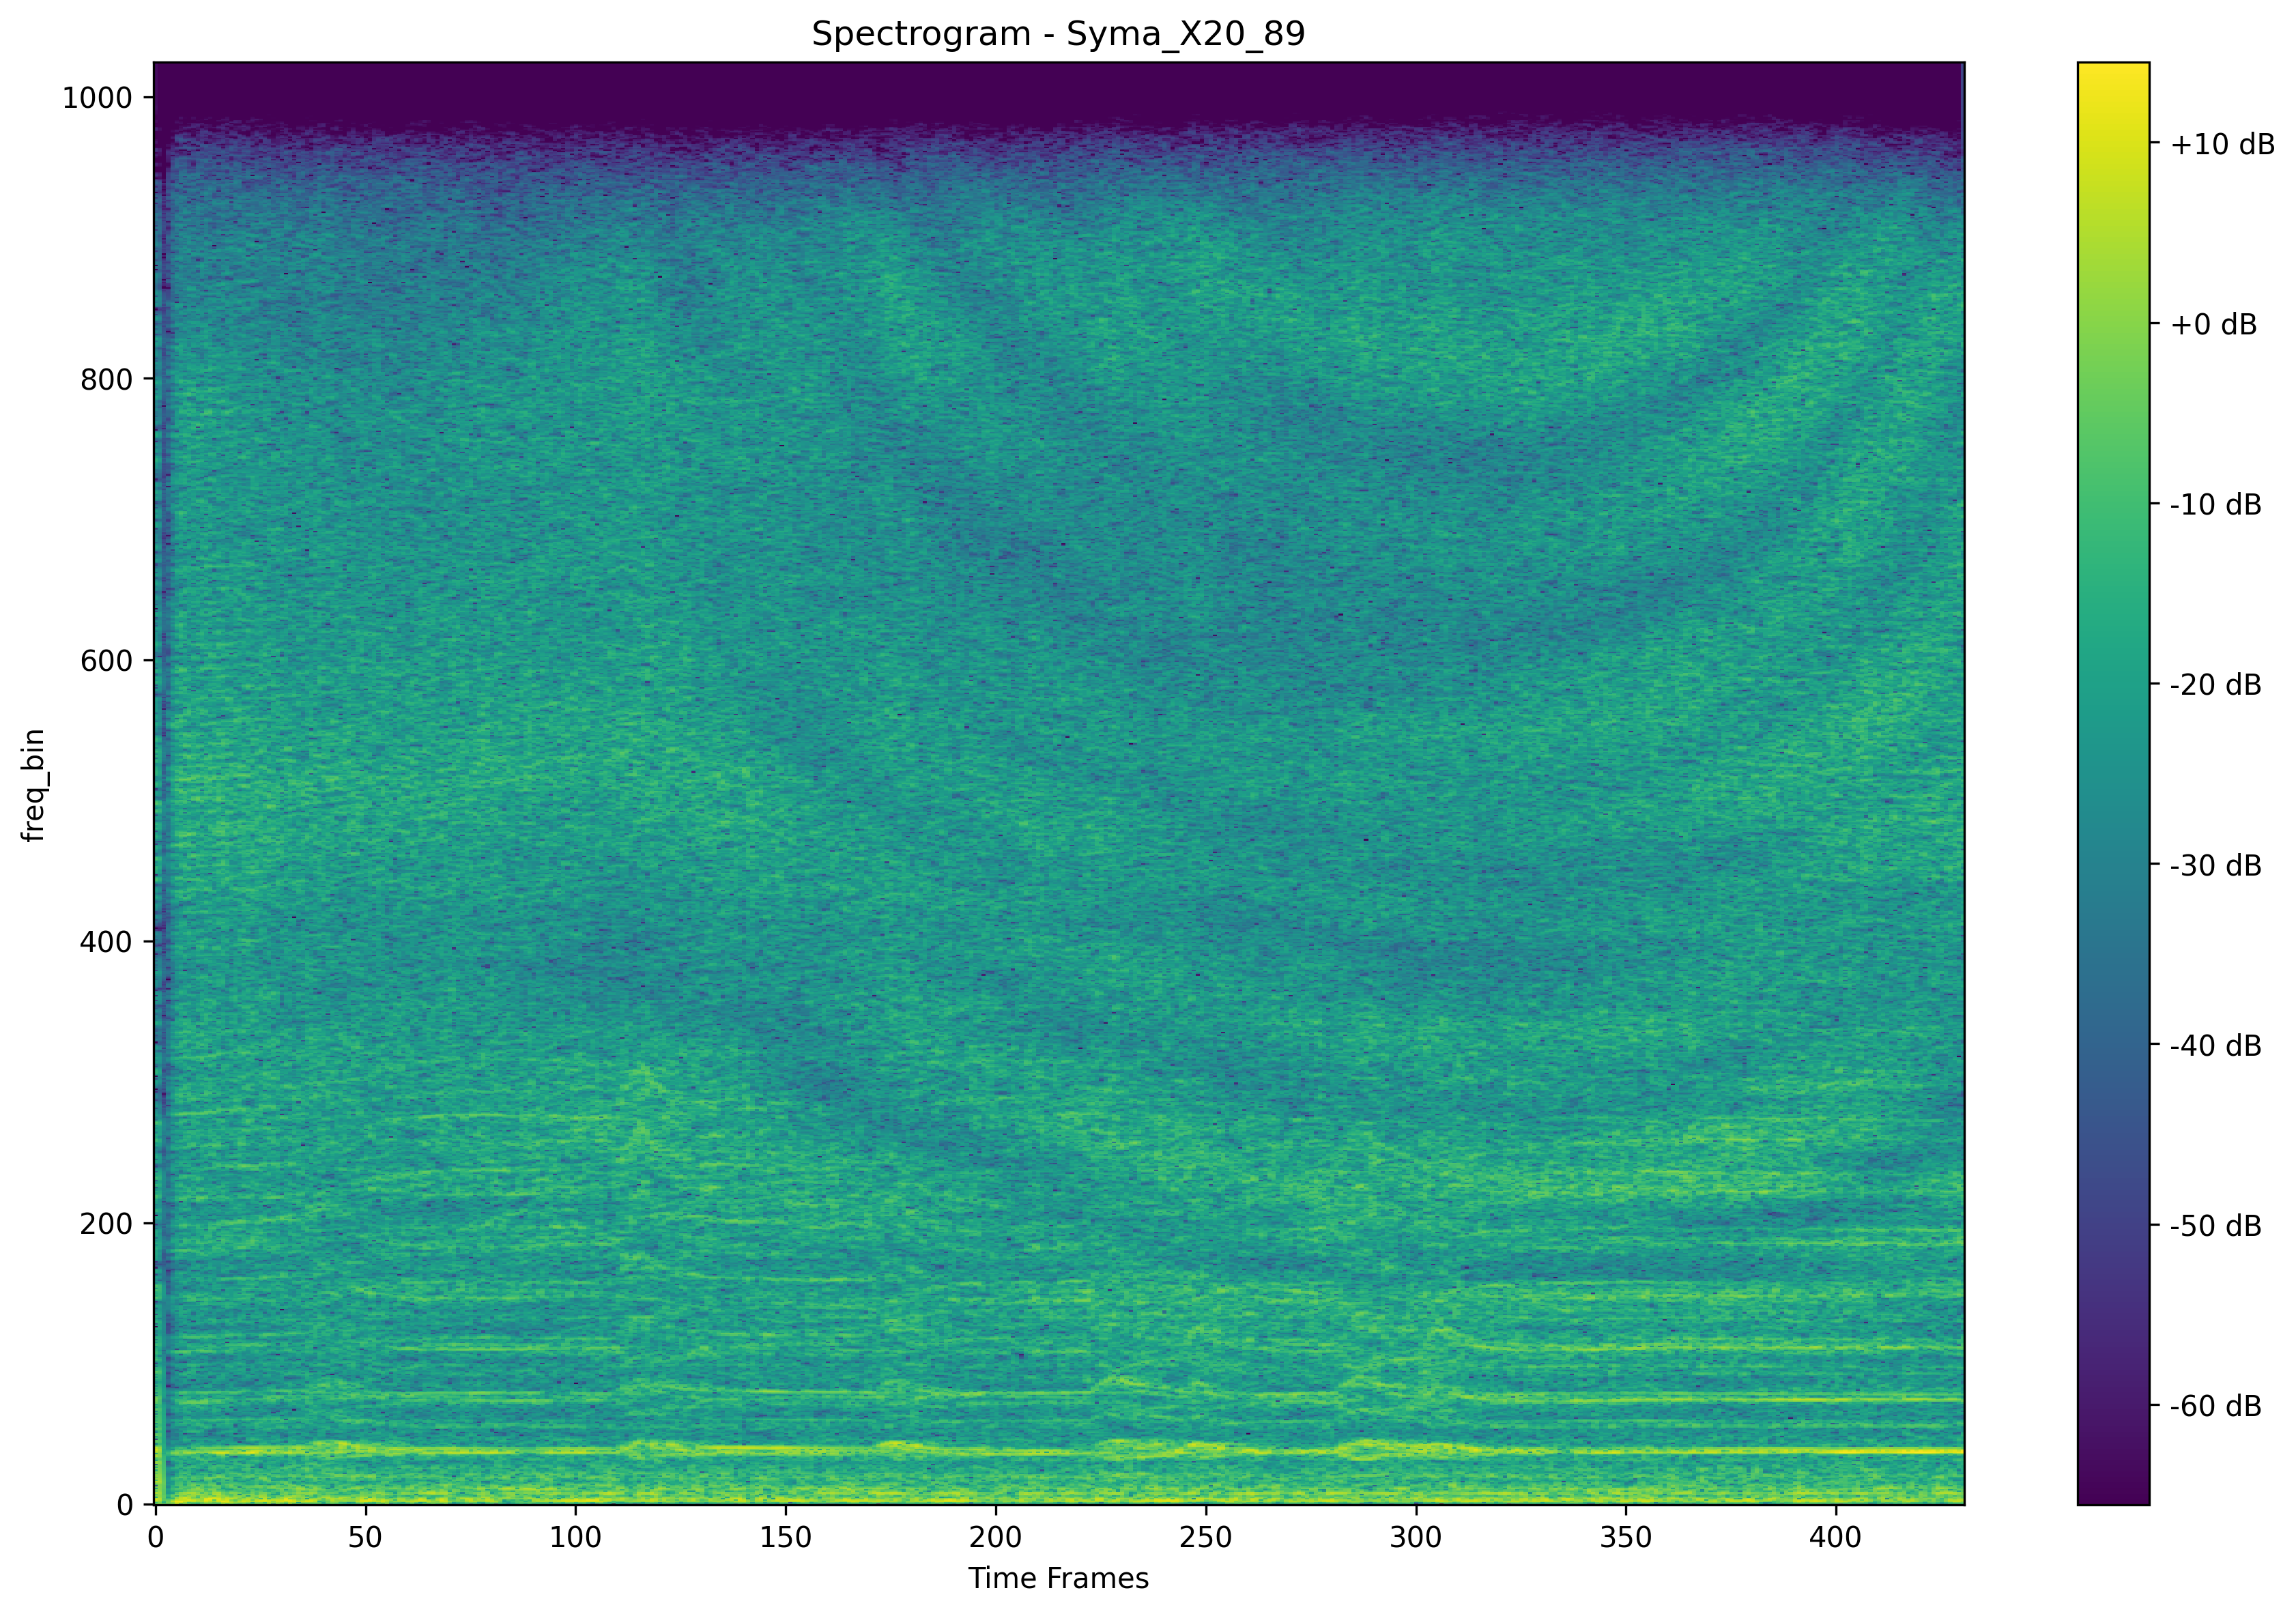 Spectrogram - Syma_X20_89
1000
800
600
400
200
0
freq_bin
0 50 100 150 200 250 300 350 400
Time Frames
+10 dB
+0 dB
-10 dB
-20 dB
-30 dB
-40 dB
-50 dB
-60 dB